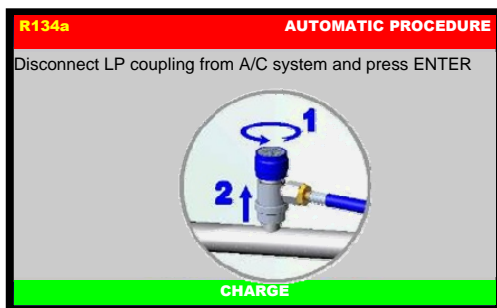 R134a AUTOMATIC PROCEDURE
Disconnect LP coupling from A/C system and press ENTER
1
2
CHARGE